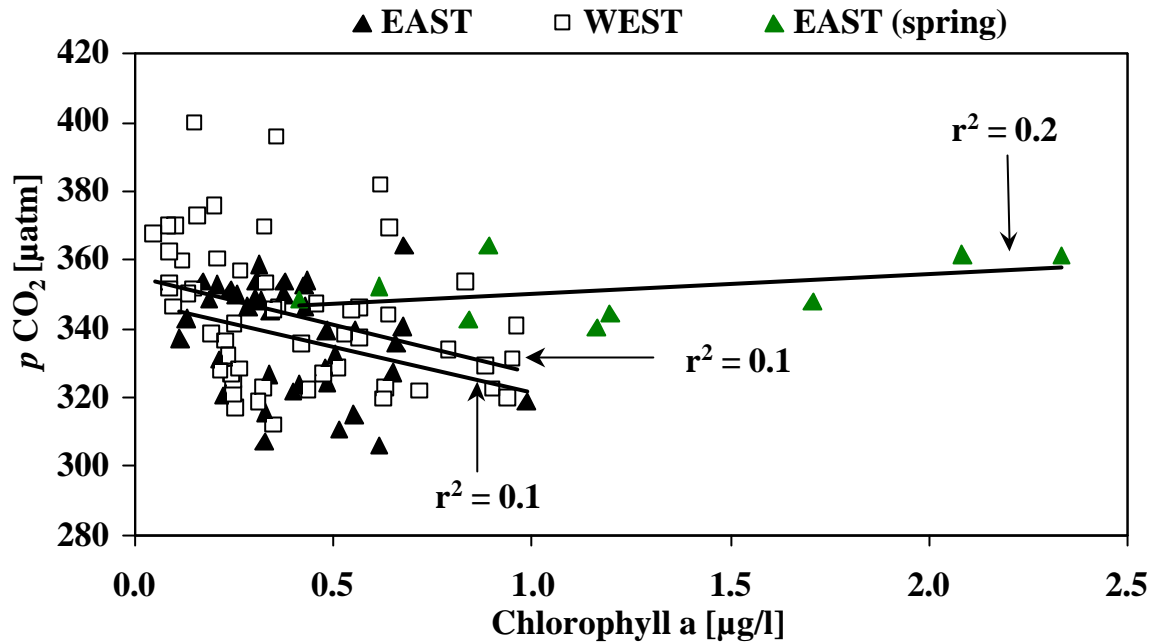 EAST WEST EAST (spring)
420
400
380
360
340
320
300
280
p CO₂ [µatm]
r² = 0.2
r² = 0.1
r² = 0.1
0.0 0.5 1.0 1.5 2.0 2.5
Chlorophyll a [µg/l]